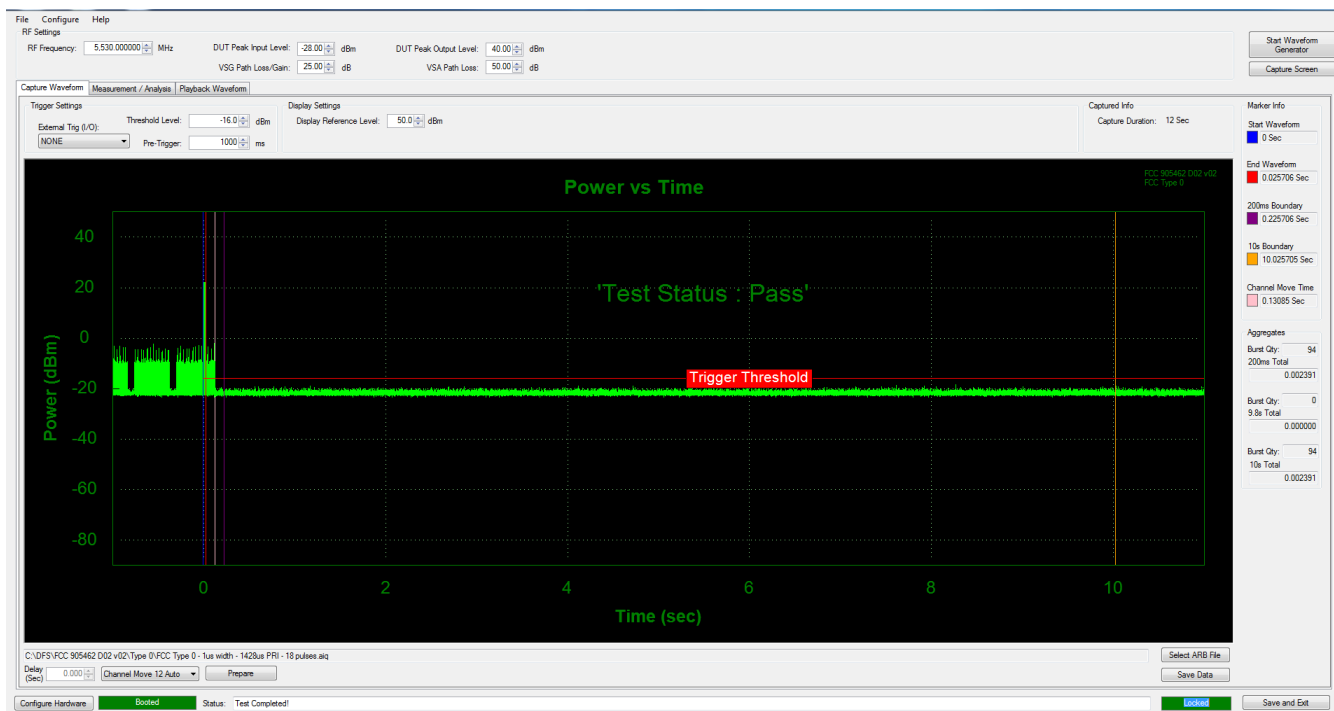 File Configure Help
RF Settings
RF Frequency: 5,530.000000 MHz DUT Peak Input Level: -28.00 dBm DUT Peak Output Level: 40.00 dBm
VSG Path Loss/Gain: 25.00 dB VSA Path Loss: 50.00 dB
Start Waveform Generator
Capture Screen
Capture Waveform Measurement / Analysis Playback Waveform
Trigger Settings
External Trig (I/O): Threshold Level: -16.0 dBm
NONE Pre-Trigger: 1000 ms
Display Settings
Display Reference Level: 50.0 dBm
Captured Info
Capture Duration: 12 Sec
Marker Info
Start Waveform
0 Sec
End Waveform
0.025706 Sec
200ms Boundary
0.225706 Sec
10s Boundary
10.025705 Sec
Channel Move Time
0.13085 Sec
Aggregates
Burst Qty: 94
200ms Total
0.002391
Burst Qty: 0
9.8s Total
0.000000
Burst Qty: 94
10s Total
0.002391
Power vs Time
FCC 905462 D02 v02
FCC Type 0
'Test Status : Pass'
Trigger Threshold
Power (dBm)
40
20
0
-20
-40
-60
-80
0 2 4 6 8 10
Time (sec)
C:\DFS\FCC 905462 D02 v02\Type 0\FCC Type 0 - 1us width - 1428us PRI - 18 pulses.aiq
Select ARB File
Delay (Sec) 0.000 Channel Move 12 Auto Prepare
Save Data
Configure Hardware Booted Status: Test Completed! Locked Save and Exit